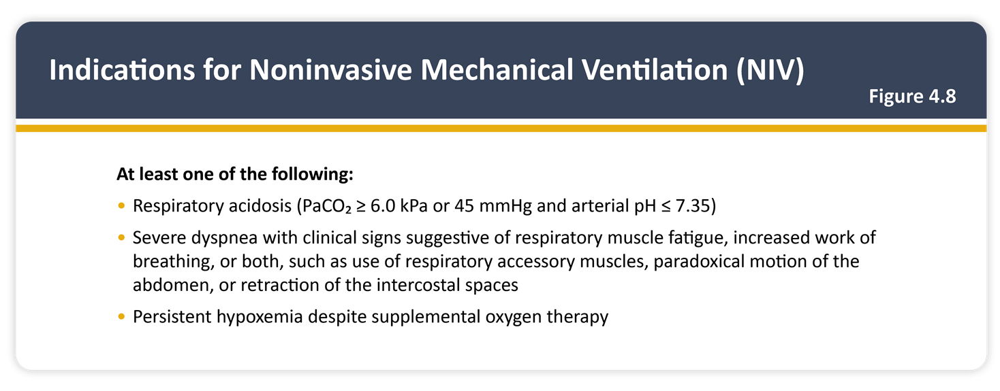 Indications for Noninvasive Mechanical Ventilation (NIV)
Figure 4.8
At least one of the following:
• Respiratory acidosis (PaCO₂ ≥ 6.0 kPa or 45 mmHg and arterial pH ≤ 7.35)
• Severe dyspnea with clinical signs suggestive of respiratory muscle fatigue, increased work of
breathing, or both, such as use of respiratory accessory muscles, paradoxical motion of the
abdomen, or retraction of the intercostal spaces
• Persistent hypoxemia despite supplemental oxygen therapy